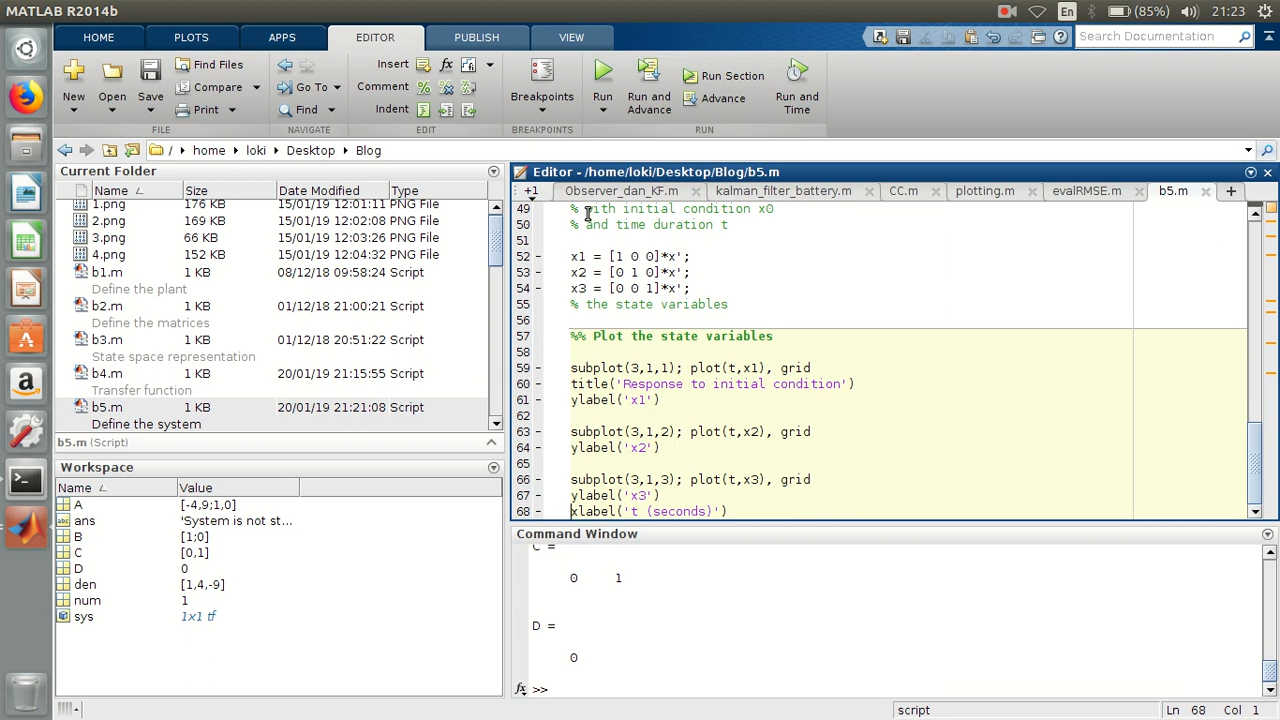 MATLAB R2014b
En (85%) 21:23
HOME PLOTS APPS EDITOR PUBLISH VIEW
Search Documentation
New Open Save Find Files Compare Print
Insert fx Comment % Indent Go To Find
Breakpoints Run Run and Advance Run Section Advance Run and Time
FILE NAVIGATE EDIT BREAKPOINTS RUN
/ home loki Desktop Blog
Current Folder
Name Size Date Modified Type
1.png 176 KB 15/01/19 12:01:11 PNG File
2.png 169 KB 15/01/19 12:02:43 PNG File
3.png 66 KB 15/01/19 12:03:26 PNG File
4.png 152 KB 15/01/19 12:04:32 PNG File
b1.m 1 KB 08/12/18 09:58:24 Script
Define the plant
b2.m 1 KB 01/12/18 21:00:21 Script
Define the matrices
b3.m 1 KB 01/12/18 20:51:22 Script
State space representation
b4.m 1 KB 20/01/19 21:15:55 Script
Transfer function
b5.m 1 KB 20/01/19 21:21:08 Script
Define the system
b5.m (Script)
Workspace
Name Value
A [-4,9;1,0]
abc ans 'System is not st...
B [1;0]
C [0,1]
D 0
den [1,4,-9]
num 1
sys 1x1 tf
Editor - /home/loki/Desktop/Blog/b5.m
+1 Observer_dan_KF.m kalman_filter_battery.m CC.m plotting.m evalRMSE.m b5.m
49 % with initial condition x0
50 % and time duration t
51
52 - x1 = [1 0 0]*x';
53 - x2 = [0 1 0]*x';
54 - x3 = [0 0 1]*x';
55 % the state variables
56
57 %% Plot the state variables
58
59 - subplot(3,1,1); plot(t,x1), grid
60 - title('Response to initial condition')
61 - ylabel('x1')
62
63 - subplot(3,1,2); plot(t,x2), grid
64 - ylabel('x2')
65
66 - subplot(3,1,3); plot(t,x3), grid
67 - ylabel('x3')
68 - xlabel('t (seconds)')
Command Window
C =
0 1
D =
0
fx >>
script Ln 68 Col 1